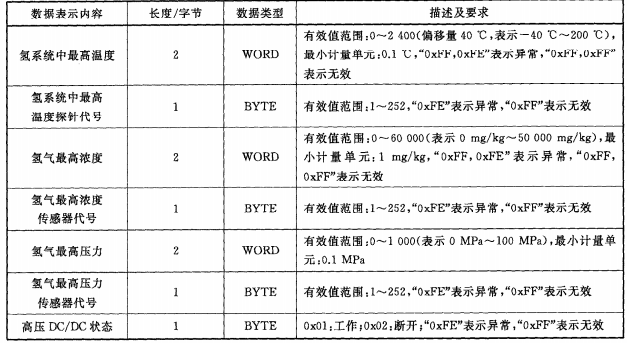 数据表示内容 长度/字节 数据类型 描述及要求
氢系统中最高温度 2 WORD 有效值范围:0～2 400(偏移量 40 ℃,表示－40 ℃～200 ℃),
最小计量单元:0.1 ℃,“0xFF,0xFE”表示异常,“0xFF,0xFF”
表示无效
氢系统中最高
温度探针代号 1 BYTE 有效值范围:1～252,“0xFE”表示异常,“0xFF”表示无效
氢气最高浓度 2 WORD 有效值范围:0～60 000(表示 0 mg/kg～50 000 mg/kg),最
小计量单元:1 mg/kg,“0xFF,0xFE”表示异常,“0xFF,
0xFF”表示无效
氢气最高浓度
传感器代号 1 BYTE 有效值范围:1～252,“0xFE”表示异常,“0xFF”表示无效
氢气最高压力 2 WORD 有效值范围:0～1 000(表示 0 MPa～100 MPa),最小计量单
元:0.1 MPa
氢气最高压力
传感器代号 1 BYTE 有效值范围:1～252,“0xFE”表示异常,“0xFF”表示无效
高压 DC/DC 状态 1 BYTE 0x01:工作;0x02:断开;“0xFE”表示异常,“0xFF”表示无效